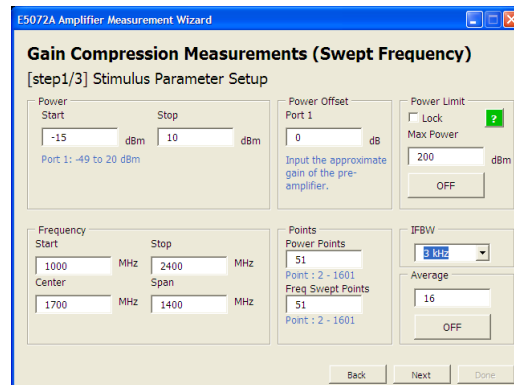 E5072A Amplifier Measurement Wizard
Gain Compression Measurements (Swept Frequency)
[step1/3] Stimulus Parameter Setup
Power
Start Stop
-15 dBm 10 dBm
Port 1: -49 to 20 dBm
Power Offset
Port 1
0 dB
Input the approximate
gain of the pre-
amplifier.
Power Limit
Lock ?
Max Power
200 dBm
OFF
Frequency
Start Stop
1000 MHz 2400 MHz
Center Span
1700 MHz 1400 MHz
Points
Power Points
51
Point : 2 - 1601
Freq Swept Points
51
Point : 2 - 1601
IFBW
3 kHz
Average
16
OFF
Back Next Done